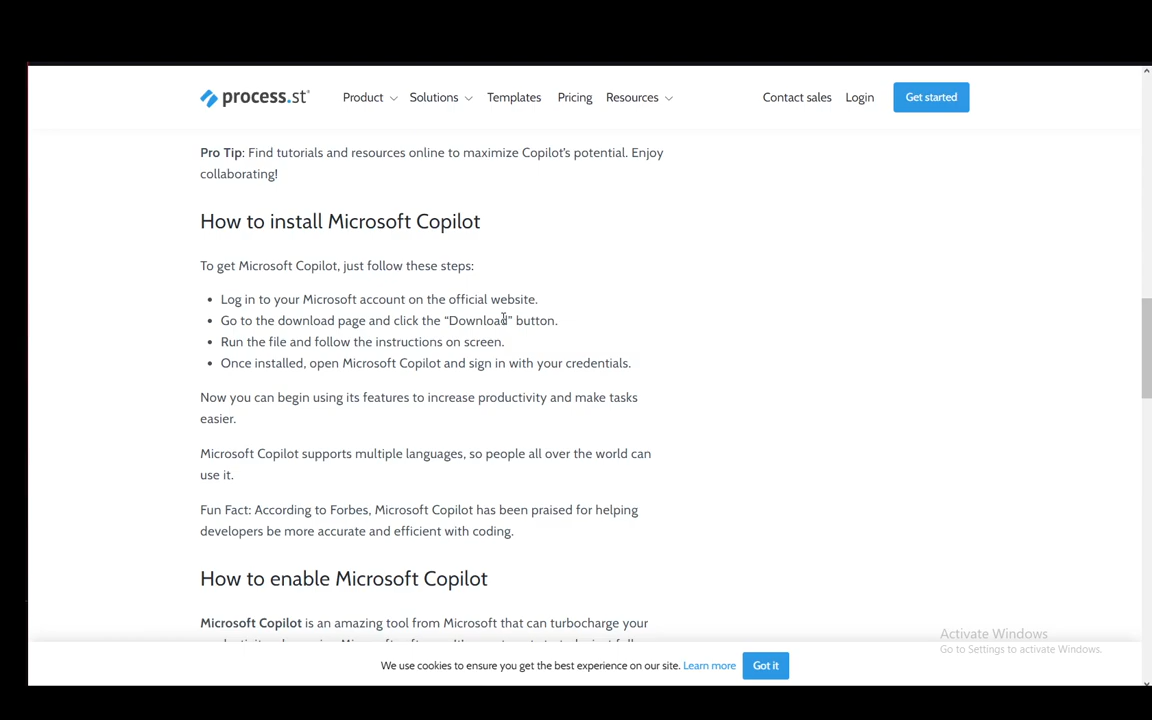 process.st
Product
Solutions
Templates
Pricing
Resources
Contact sales
Login
Get started
Pro Tip: Find tutorials and resources online to maximize Copilot's potential. Enjoy
collaborating!
How to install Microsoft Copilot
To get Microsoft Copilot, just follow these steps:
• Log in to your Microsoft account on the official website.
• Go to the download page and click the “Download” button.
• Run the file and follow the instructions on screen.
• Once installed, open Microsoft Copilot and sign in with your credentials.
Now you can begin using its features to increase productivity and make tasks
easier.
Microsoft Copilot supports multiple languages, so people all over the world can
use it.
Fun Fact: According to Forbes, Microsoft Copilot has been praised for helping
developers be more accurate and efficient with coding.
How to enable Microsoft Copilot
Microsoft Copilot is an amazing tool from Microsoft that can turbocharge your
Activate Windows
Go to Settings to activate Windows.
We use cookies to ensure you get the best experience on our site. Learn more
Got it